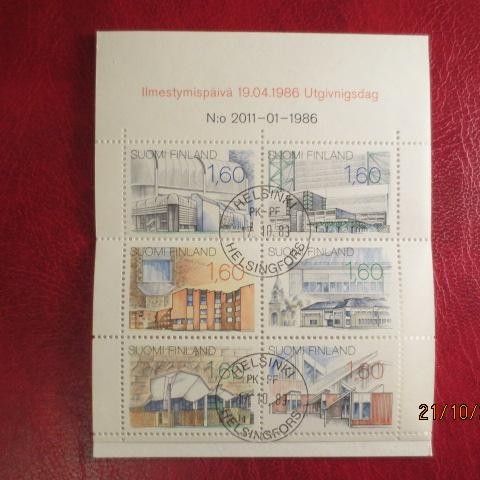 Ilmestymispäivä 19.04.1986 Utgivnigsdag
N:o 2011-01-1986
SUOMI FINLAND
1,60
SUOMI FINLAND
1,60
HELSINKI
PK-PF
HELSINGFORS
SUOMI FINLAND
1,60
SUOMI FINLAND
1,60
SUOMI FINLAND
1,60
SUOMI FINLAND
1,60
HELSINKI
PK-PF
HELSINGFORS
21/10/2